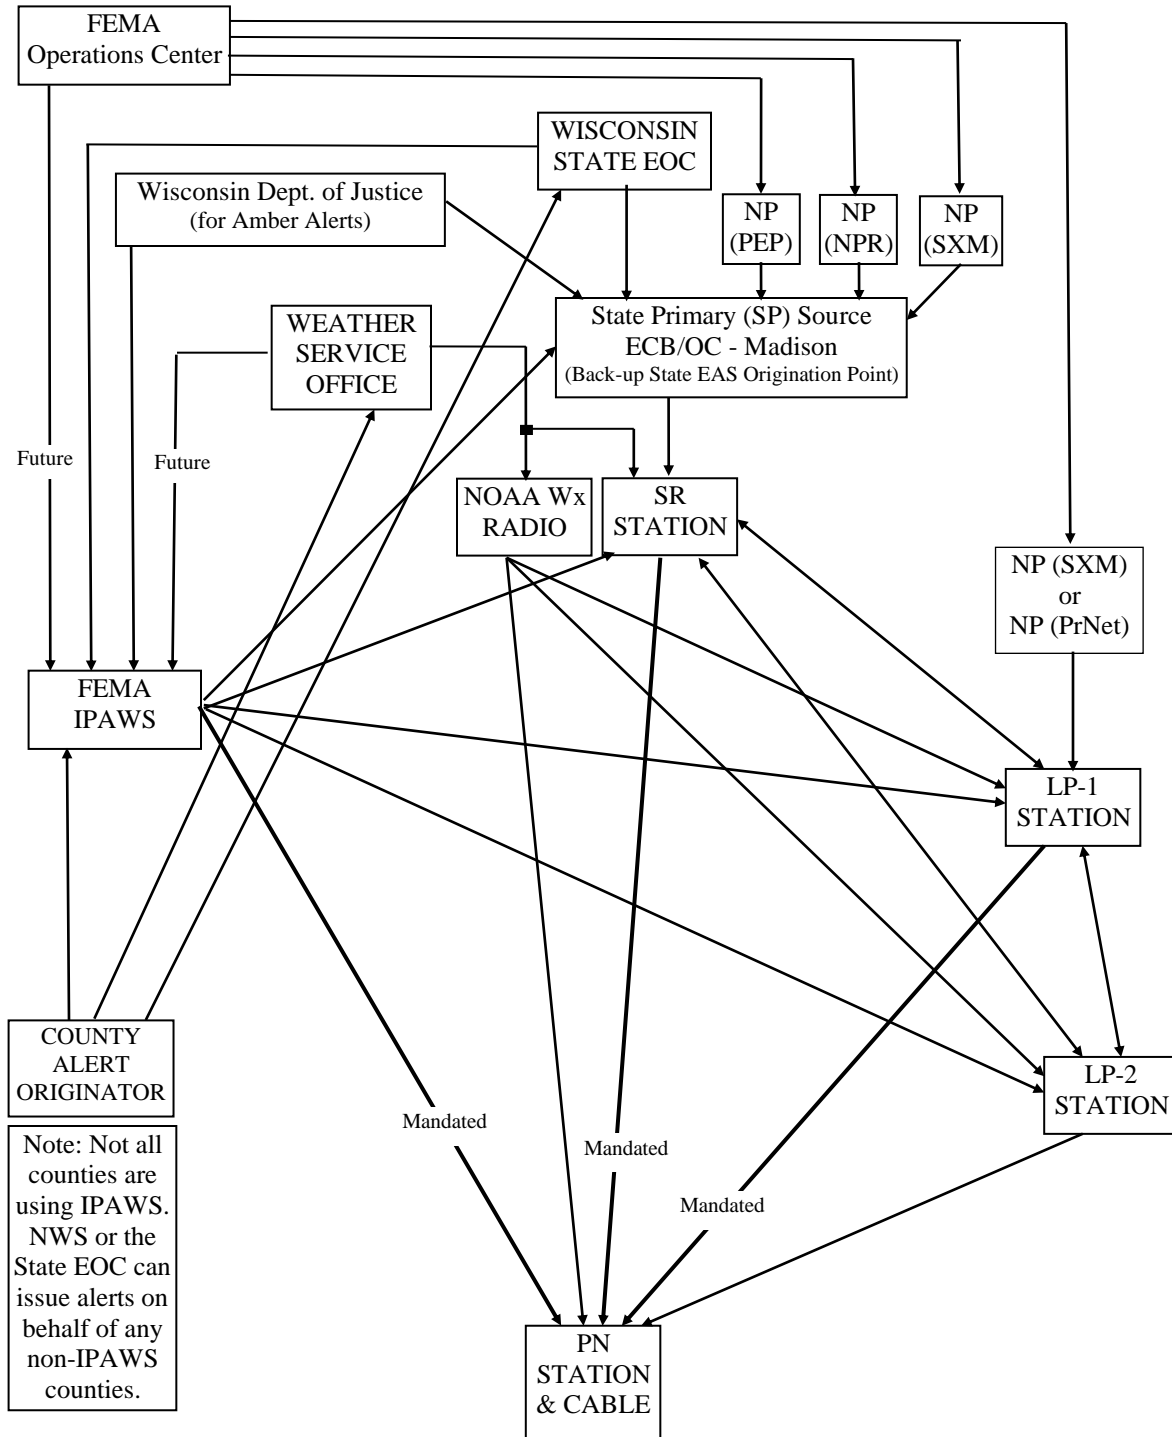 FEMA
Operations Center
WISCONSIN
STATE EOC
Wisconsin Dept. of Justice
(for Amber Alerts)
NP
(PEP)
NP
(NPR)
NP
(SXM)
WEATHER
SERVICE
OFFICE
State Primary (SP) Source
ECB/OC - Madison
(Back-up State EAS Origination Point)
Future
Future
NOAA Wx
RADIO
SR
STATION
NP (SXM)
or
NP (PrNet)
FEMA
IPAWS
LP-1
STATION
COUNTY
ALERT
ORIGINATOR
LP-2
STATION
Mandated
Mandated
Mandated
Note: Not all
counties are
using IPAWS.
NWS or the
State EOC can
issue alerts on
behalf of any
non-IPAWS
counties.
PN
STATION
& CABLE